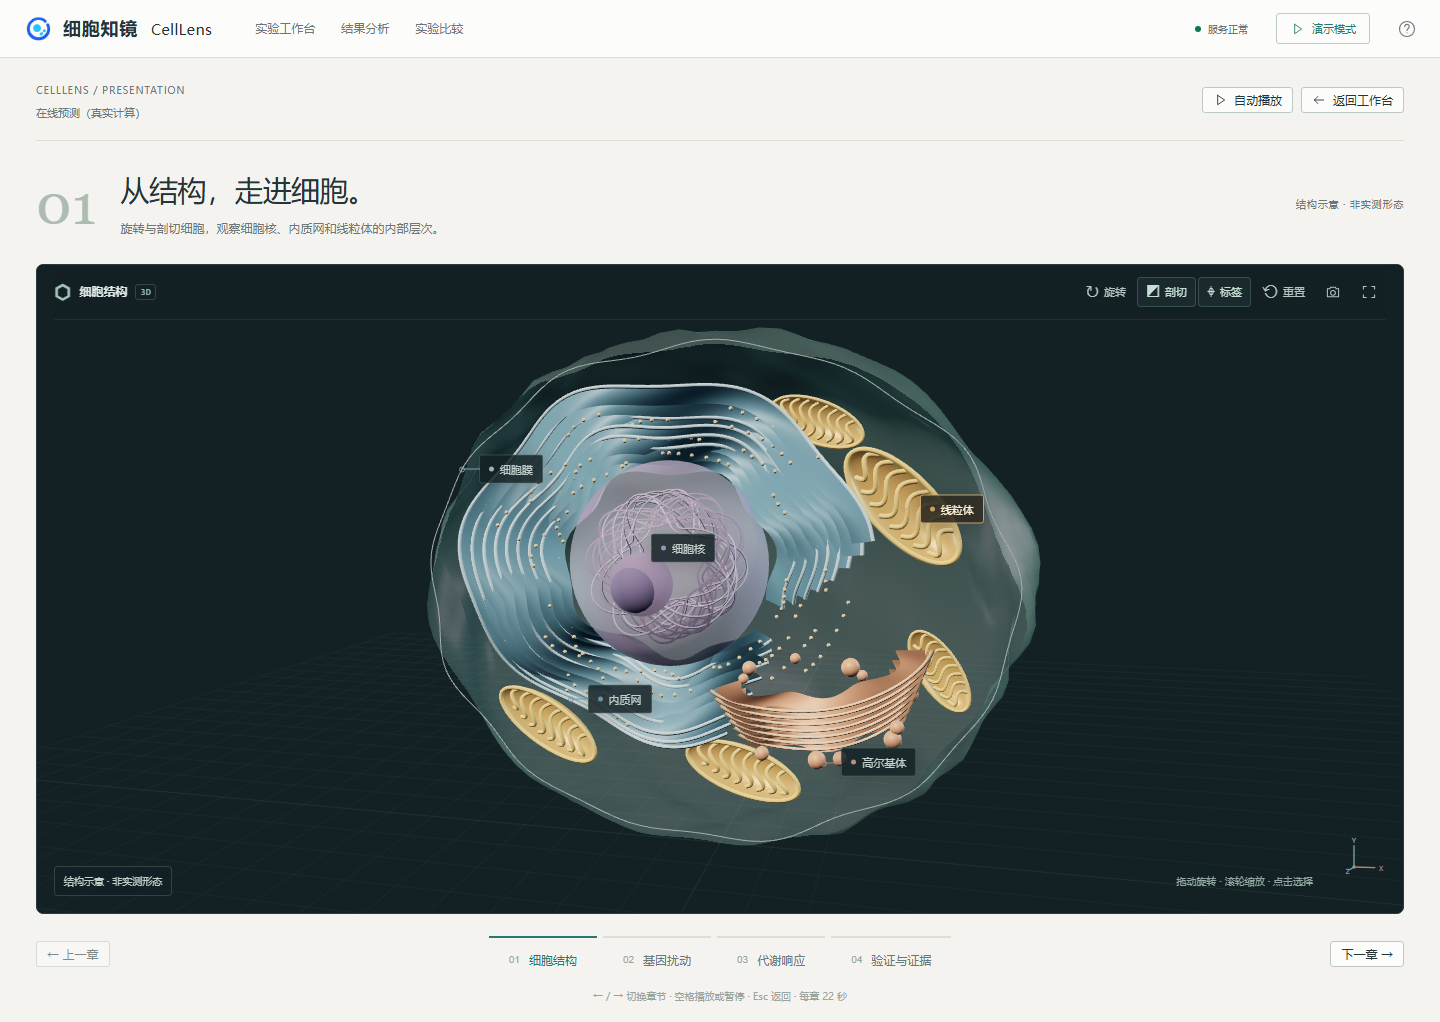 细胞知镜 CellLens 实验工作台 结果分析 实验比较 服务正常 演示模式
CELLLENS / PRESENTATION
在线预测（真实计算）
自动播放 返回工作台
01 从结构，走进细胞。
旋转与剖切细胞，观察细胞核、内质网和线粒体的内部层次。
结构示意 · 非实测形态
细胞结构 3D 旋转 剖切 标签 重置
细胞膜
线粒体
细胞核
内质网
高尔基体
Y
X
Z
结构示意 · 非实测形态
拖动旋转 · 滚轮缩放 · 点击选择
← 上一章 01 细胞结构 02 基因扰动 03 代谢响应 04 验证与证据 下一章 →
← / → 切换章节 · 空格播放或暂停 · Esc 返回 · 每章 22 秒